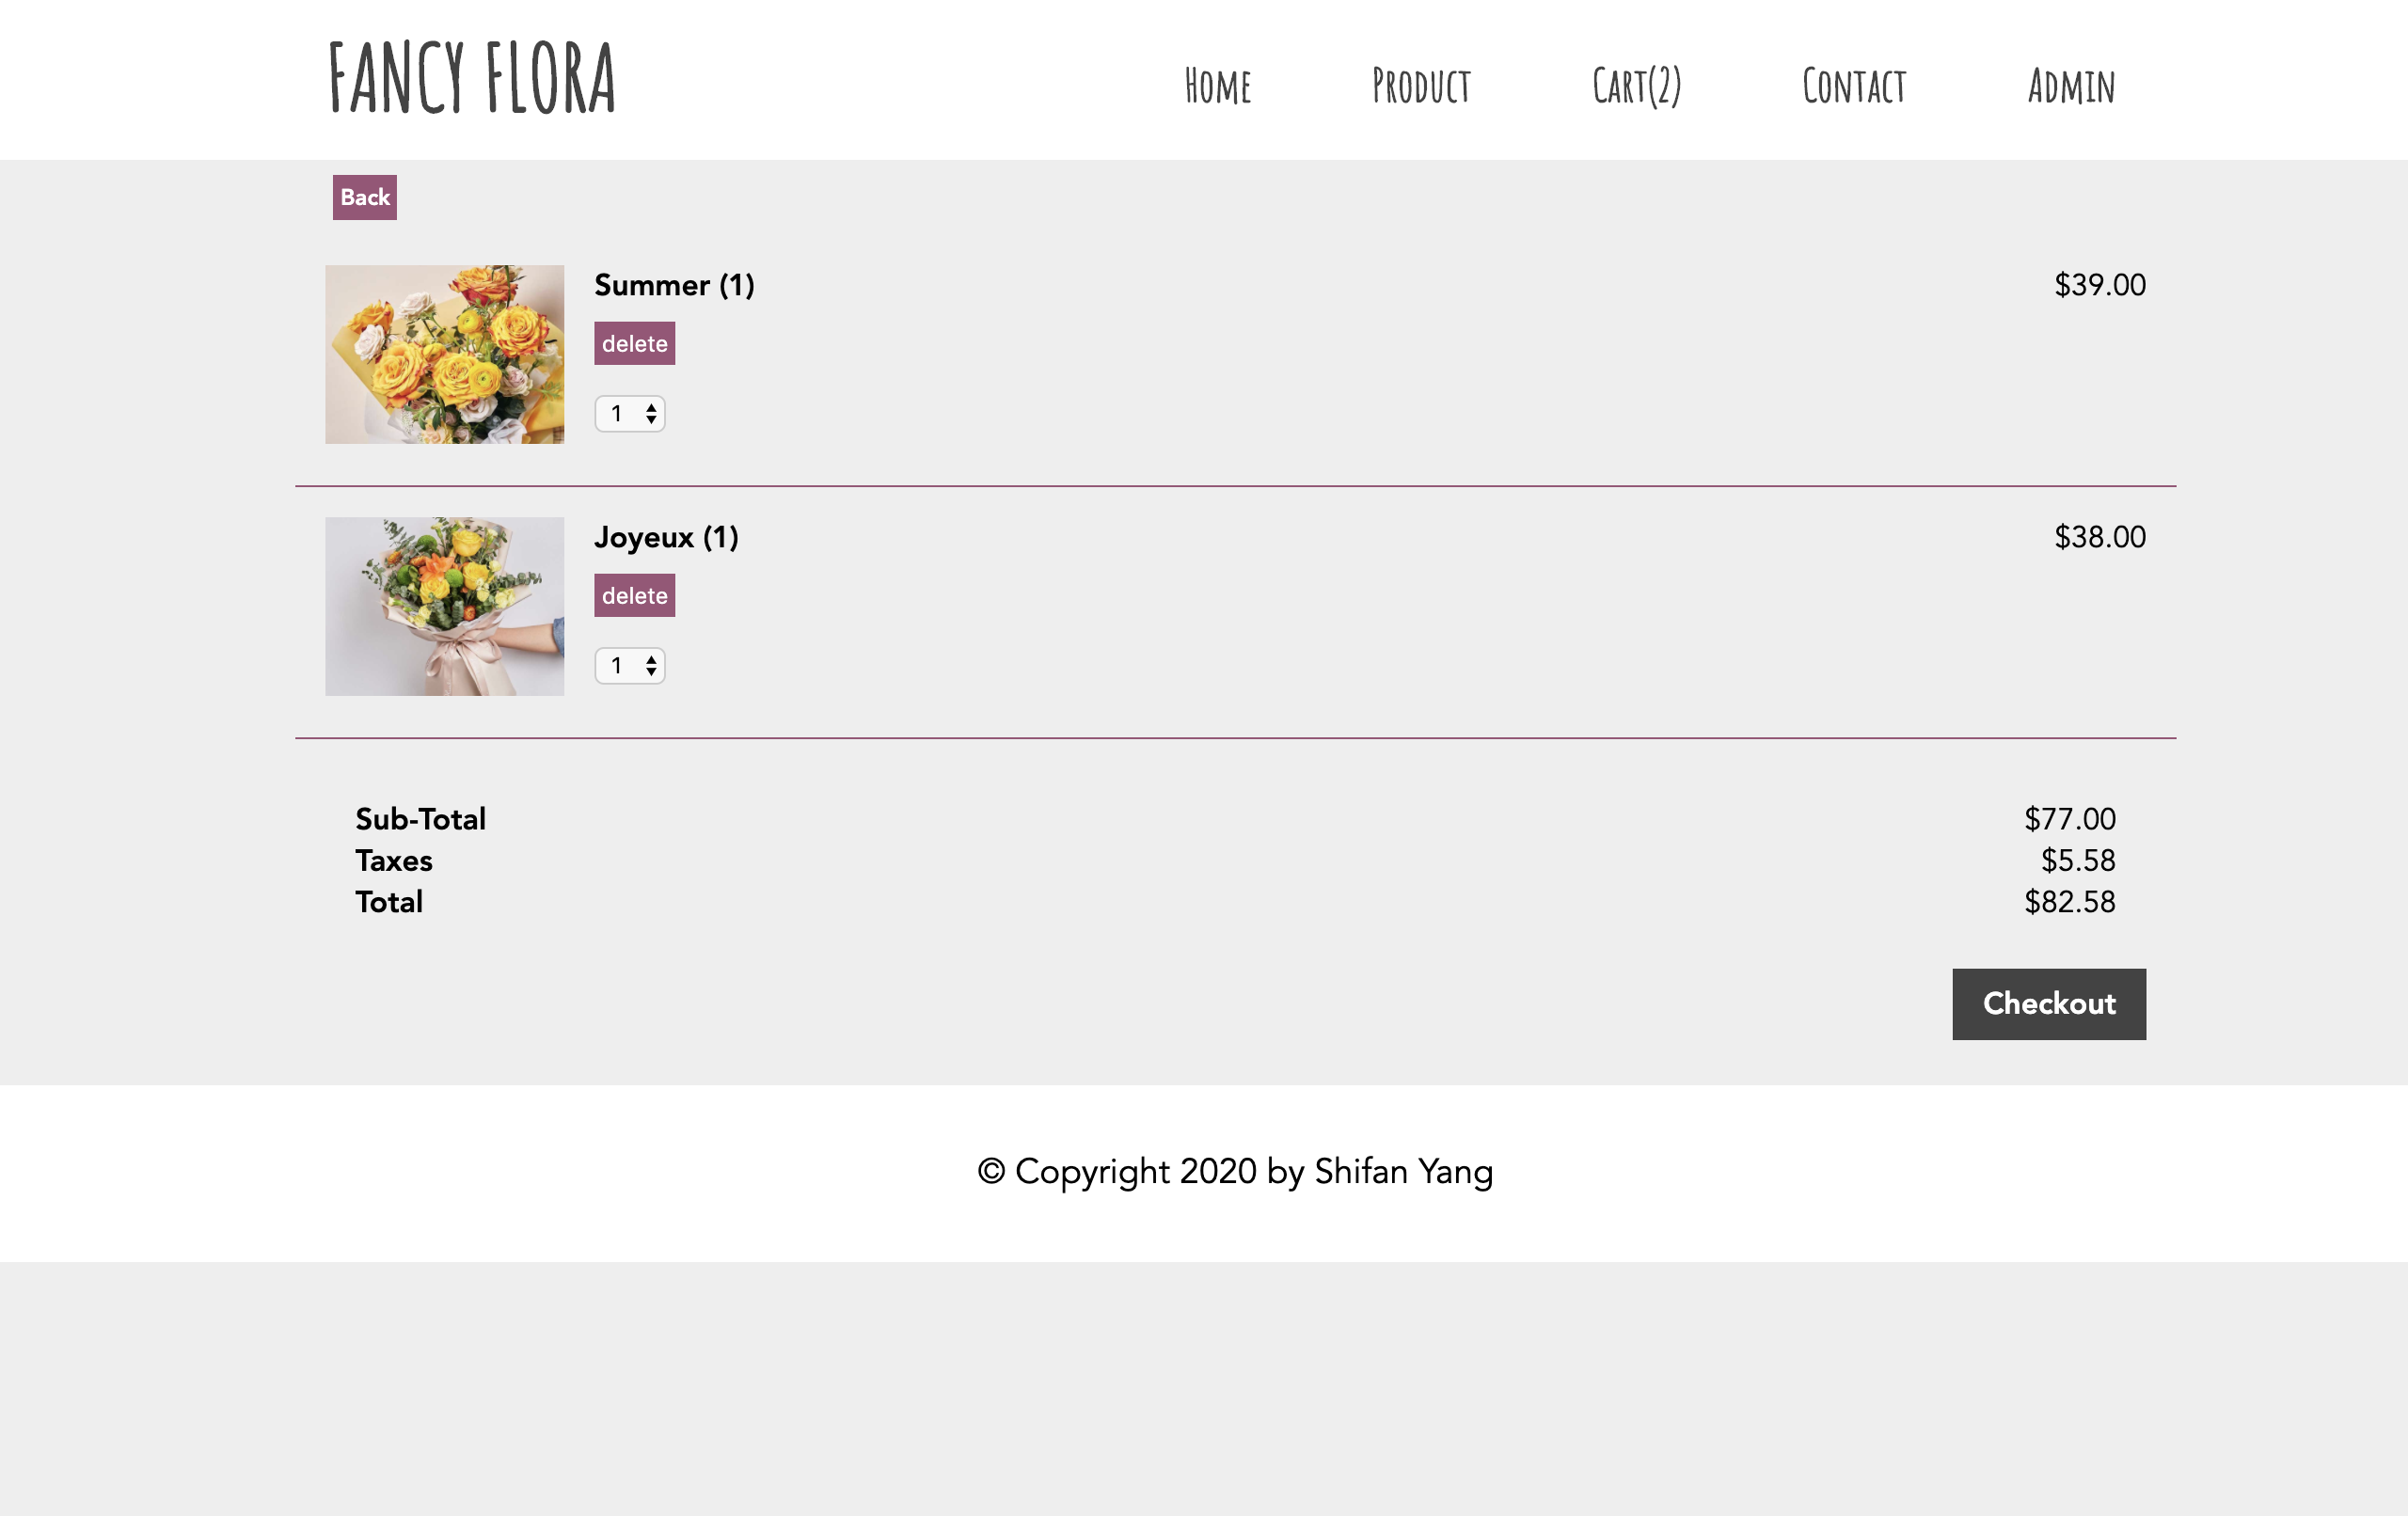 FANCY FLORA
Home Product Cart(2) Contact Admin
Back
Summer (1) $39.00
delete
1
Joyeux (1) $38.00
delete
1
Sub-Total $77.00
Taxes $5.58
Total $82.58
Checkout
© Copyright 2020 by Shifan Yang